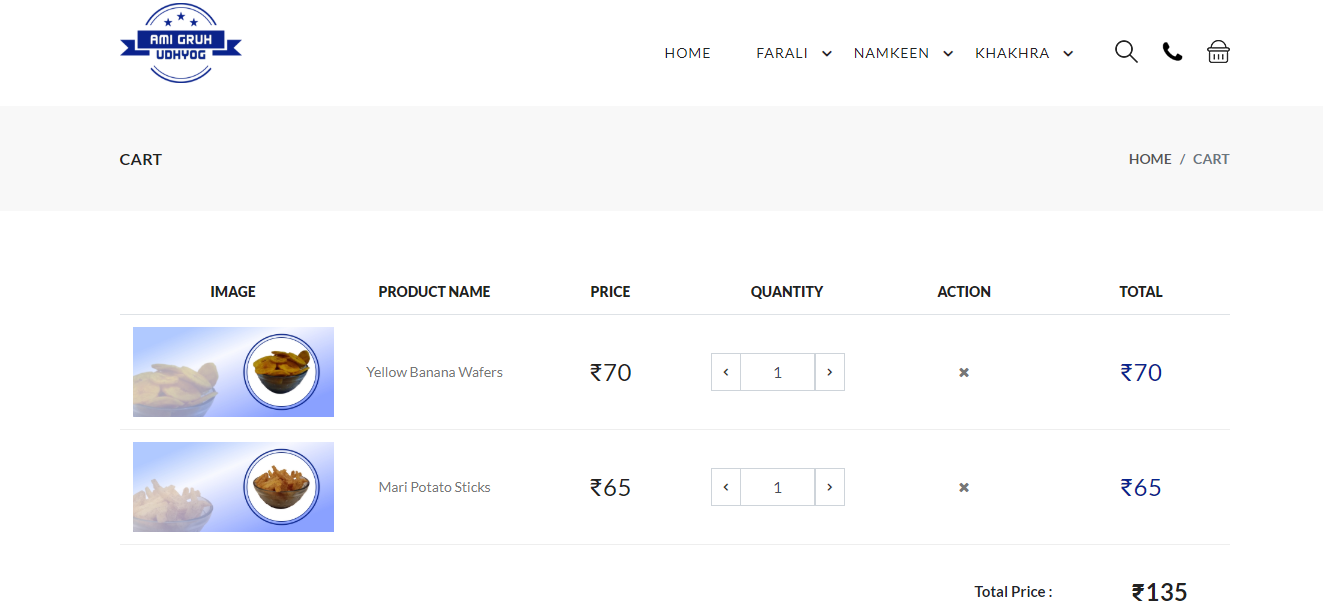 AMI GRUH
UDHYOG
HOME FARALI NAMKEEN KHAKHRA
CART
HOME / CART
IMAGE PRODUCT NAME PRICE QUANTITY ACTION TOTAL
Yellow Banana Wafers ₹70 1 ₹70
Mari Potato Sticks ₹65 1 ₹65
Total Price : ₹135